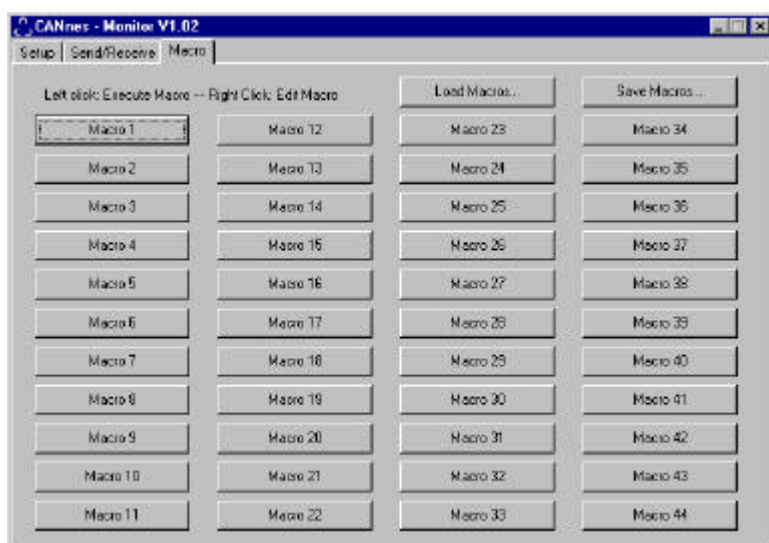 CANnes - Monitor V1.02
Setup Send/Receive Macro
Left click: Execute Macro -- Right Click: Edit Macro Load Macros... Save Macros...
Macro 1 Macro 12 Macro 23 Macro 34
Macro 2 Macro 13 Macro 24 Macro 35
Macro 3 Macro 14 Macro 25 Macro 36
Macro 4 Macro 15 Macro 26 Macro 37
Macro 5 Macro 16 Macro 27 Macro 38
Macro 6 Macro 17 Macro 28 Macro 39
Macro 7 Macro 18 Macro 29 Macro 40
Macro 8 Macro 19 Macro 30 Macro 41
Macro 9 Macro 20 Macro 31 Macro 42
Macro 10 Macro 21 Macro 32 Macro 43
Macro 11 Macro 22 Macro 33 Macro 44